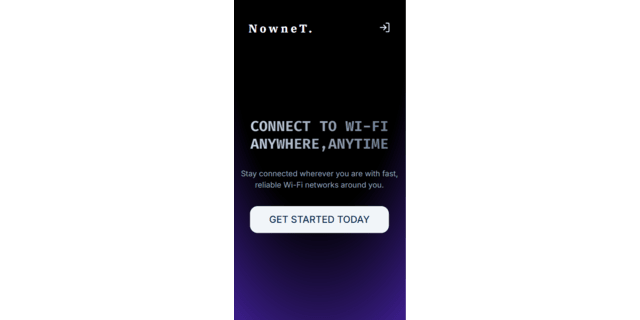 NowneT.
CONNECT TO WI-FI
ANYWHERE,ANYTIME
Stay connected wherever you are with fast,
reliable Wi-Fi networks around you.
GET STARTED TODAY